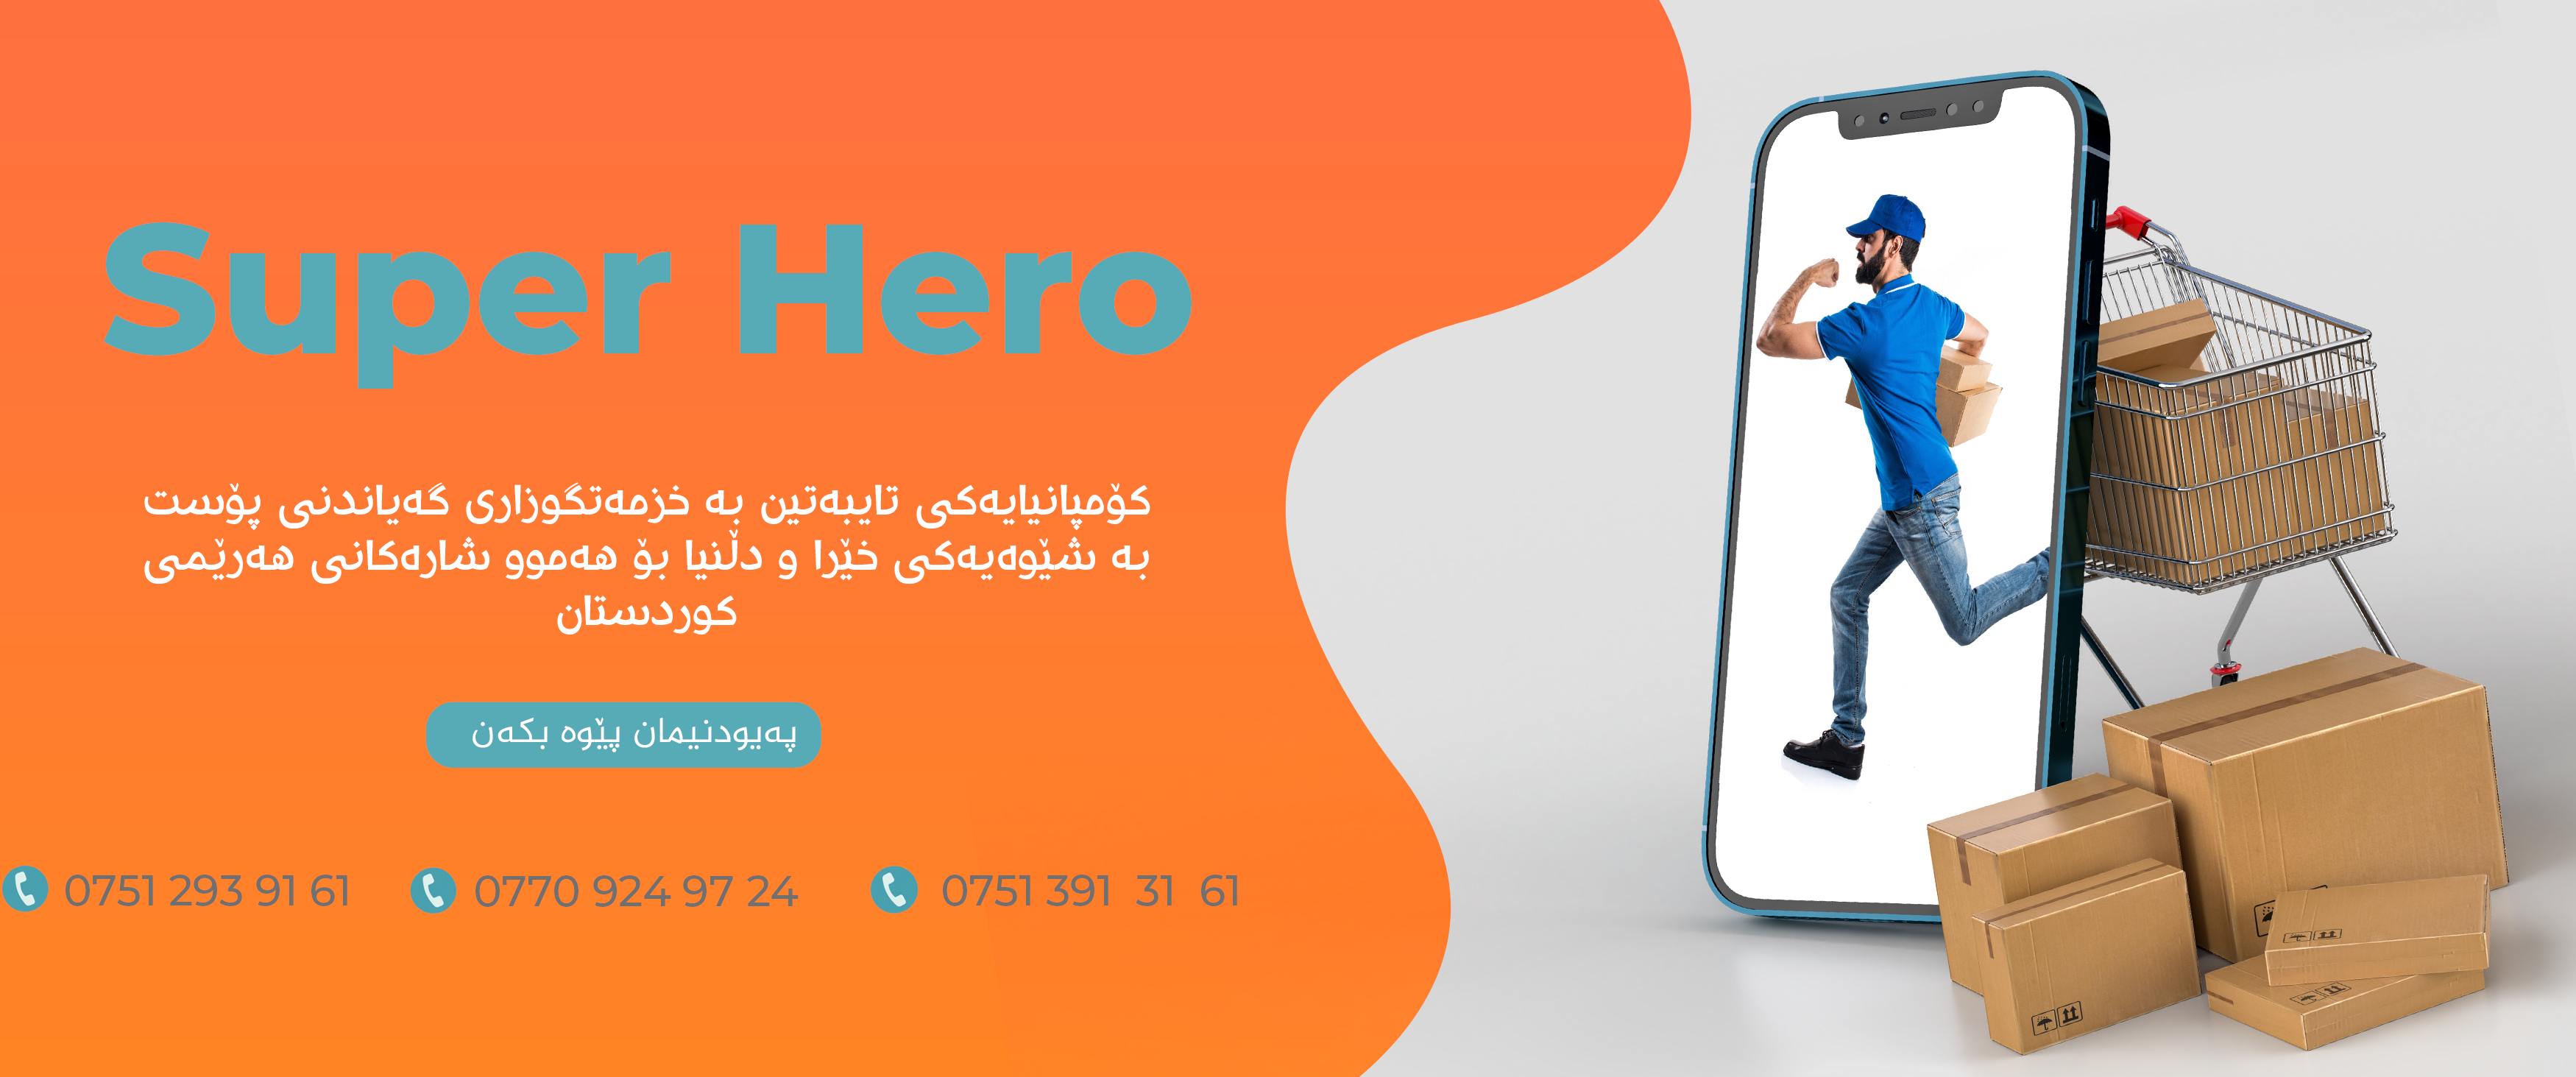 Super Hero
کۆمپانیایەکی تایبەتین بە خزمەتگوزاری گەیاندنی پۆست
بە شێوەیەکی خێرا و دڵنیا بۆ هەموو شارەکانی هەرێمی
کوردستان
پەیودنیمان پێوە بکەن
0751 293 91 61
0770 924 97 24
0751 391 31 61